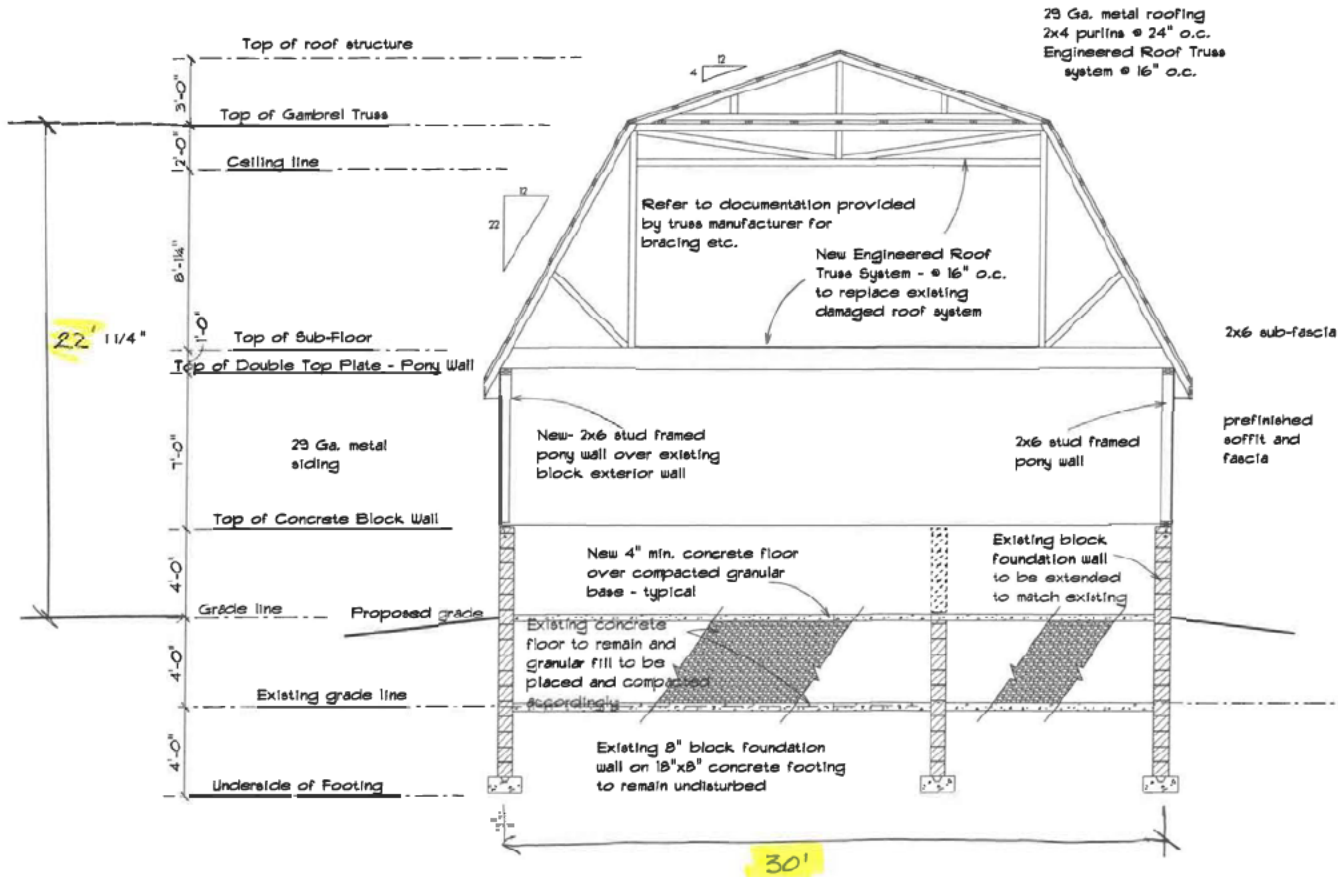 29 Ga. metal roofing
2x4 purlins @ 24" o.c.
Engineered Roof Truss
system @ 16" o.c.
Top of roof structure
12
4
3'-0"
Top of Gambrel Truss
2'-0"
Ceiling line
12
22
Refer to documentation provided
by truss manufacturer for
bracing etc.
New Engineered Roof
Truss System - @ 16" o.c.
to replace existing
damaged roof system
8'-1¼"
22' 1 1/4"
1'-0"
Top of Sub-Floor
2x6 sub-fascia
Top of Double Top Plate - Pony Wall
7'-0"
29 Ga. metal
siding
New- 2x6 stud framed
pony wall over existing
block exterior wall
2x6 stud framed
pony wall
prefinished
soffit and
fascia
Top of Concrete Block Wall
4'-0'
New 4" min. concrete floor
over compacted granular
base - typical
Existing block
foundation wall
to be extended
to match existing
Grade line
Proposed grade
Existing concrete
floor to remain and
granular fill to be
placed and compacted
accordingly
4'-0"
Existing grade line
4'-0"
Existing 8" block foundation
wall on 18"x8" concrete footing
to remain undisturbed
Underside of Footing
30'